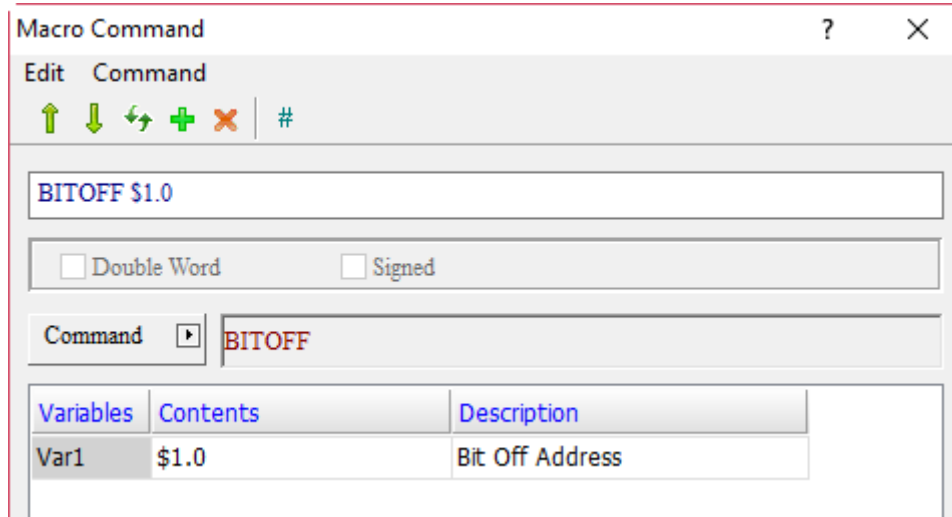 Macro Command ?
Edit Command
#
BITOFF $1.0
Double Word Signed
Command BITOFF
Variables Contents Description
Var1 $1.0 Bit Off Address